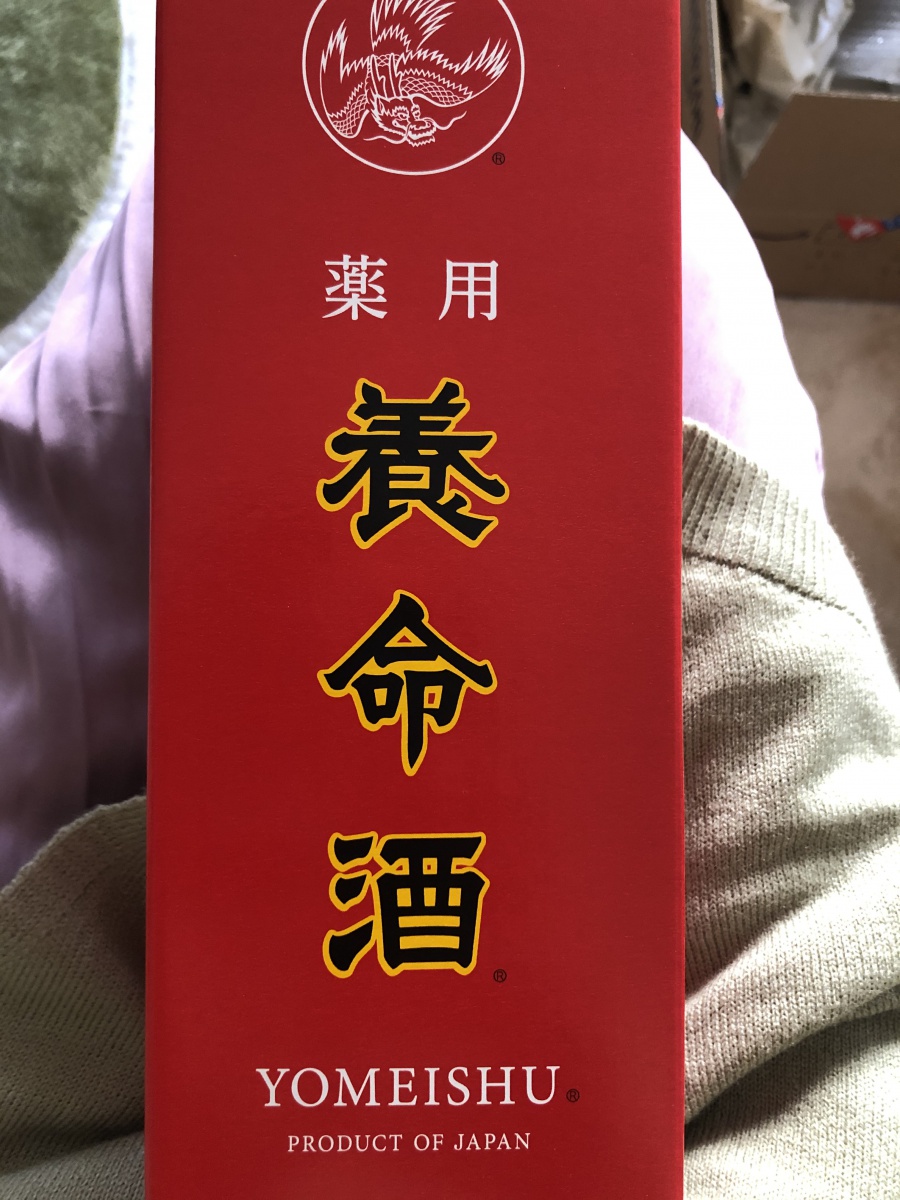 ®
薬用
養
命
酒®
YOMEISHU®
PRODUCT OF JAPAN